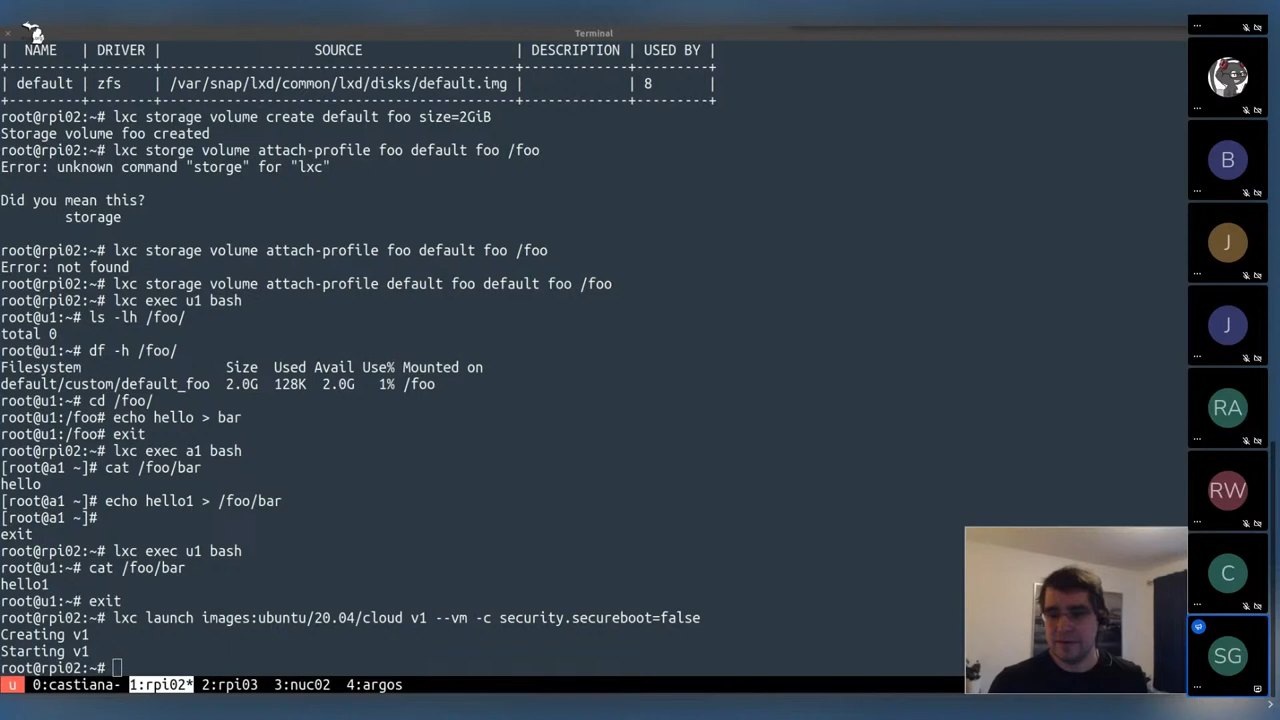 Terminal
| NAME | DRIVER | SOURCE | DESCRIPTION | USED BY |
+---------+--------+--------------------------------------------+-------------+---------+
| default | zfs | /var/snap/lxd/common/lxd/disks/default.img | | 8 |
+---------+--------+--------------------------------------------+-------------+---------+
root@rpi02:~# lxc storage volume create default foo size=2GiB
Storage volume foo created
root@rpi02:~# lxc storge volume attach-profile foo default foo /foo
Error: unknown command "storge" for "lxc"
Did you mean this?
storage
root@rpi02:~# lxc storage volume attach-profile foo default foo /foo
Error: not found
root@rpi02:~# lxc storage volume attach-profile default foo default foo /foo
root@rpi02:~# lxc exec u1 bash
root@u1:~# ls -lh /foo/
total 0
root@u1:~# df -h /foo/
Filesystem Size Used Avail Use% Mounted on
default/custom/default_foo 2.0G 128K 2.0G 1% /foo
root@u1:~# cd /foo/
root@u1:/foo# echo hello > bar
root@u1:/foo# exit
root@rpi02:~# lxc exec a1 bash
[root@a1 ~]# cat /foo/bar
hello
[root@a1 ~]# echo hello1 > /foo/bar
[root@a1 ~]#
exit
root@rpi02:~# lxc exec u1 bash
root@u1:~# cat /foo/bar
hello1
root@u1:~# exit
root@rpi02:~# lxc launch images:ubuntu/20.04/cloud v1 --vm -c security.secureboot=false
Creating v1
Starting v1
root@rpi02:~#
u 0:castiana- 1:rpi02* 2:rpi03 3:nuc02 4:argos
B
J
J
RA
RW
C
SG